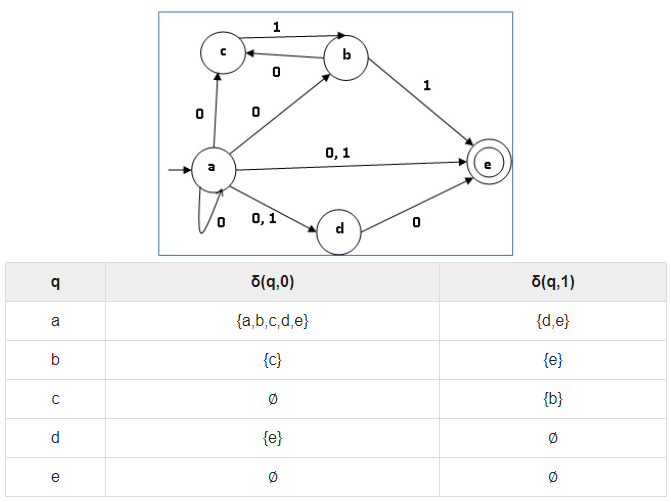 1
c
b
0
1
0
0
0, 1
a
e
0
0, 1
d
0
q δ(q,0) δ(q,1)
a {a,b,c,d,e} {d,e}
b {c} {e}
c ∅ {b}
d {e} ∅
e ∅ ∅